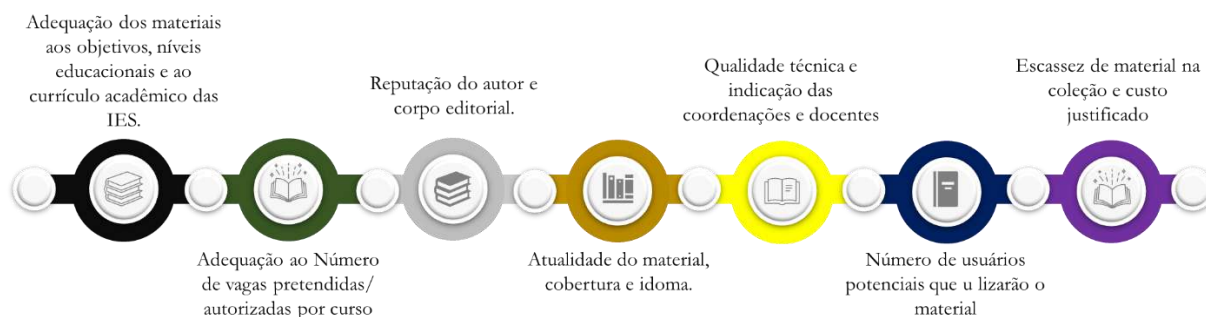 Adequação dos materiais
aos objetivos, níveis
educacionais e ao
currículo acadêmico das
IES.
Adequação ao Número
de vagas pretendidas/
autorizadas por curso
Reputação do autor e
corpo editorial.
Atualidade do material,
cobertura e idoma.
Qualidade técnica e
indicação das
coordenações e docentes
Número de usuários
potenciais que u lizarão o
material
Escassez de material na
coleção e custo
justificado